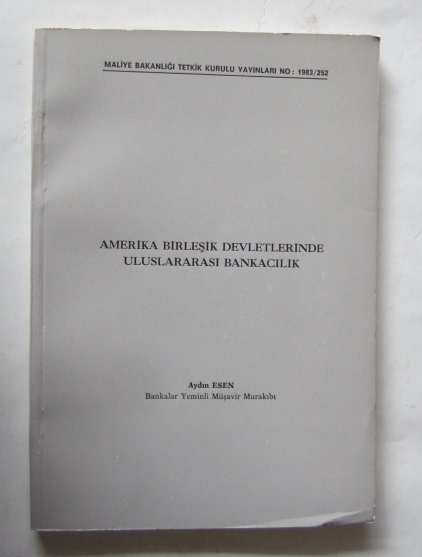 MALİYE BAKANLIĞI TETKİK KURULU YAYINLARI NO: 1983/252
AMERİKA BİRLEŞİK DEVLETLERİNDE
ULUSLARARASI BANKACILIK
Aydın ESEN
Bankalar Yeminli Müşavir Murakıbı